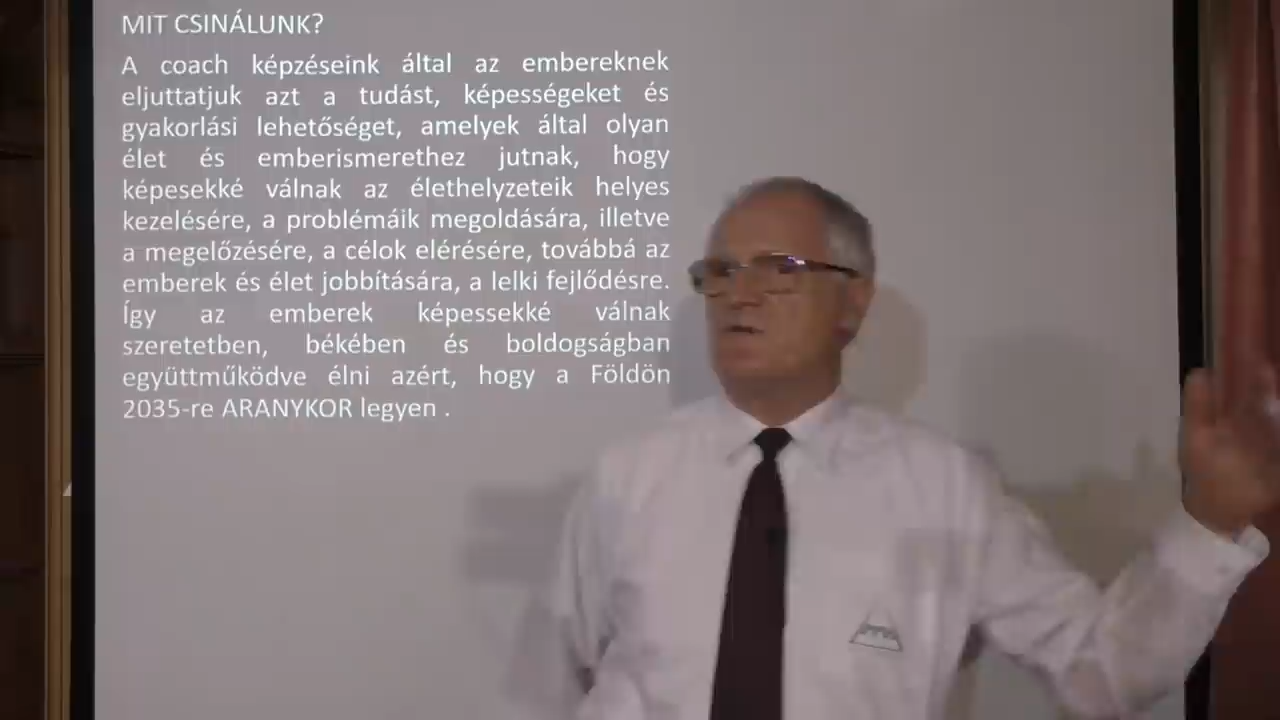 MIT CSINÁLUNK?
A coach képzéseink által az embereknek
eljuttatjuk azt a tudást, képességeket és
gyakorlási lehetőséget, amelyek által olyan
élet és emberismerethez jutnak, hogy
képesekké válnak az élethelyzeteik helyes
kezelésére, a problémáik megoldására, illetve
a megelőzésére, a célok elérésére, továbbá az
emberek és élet jobbítására, a lelki fejlődésre.
Így az emberek képessekké válnak
szeretetben, békében és boldogságban
együttműködve élni azért, hogy a Földön
2035-re ARANYKOR legyen .